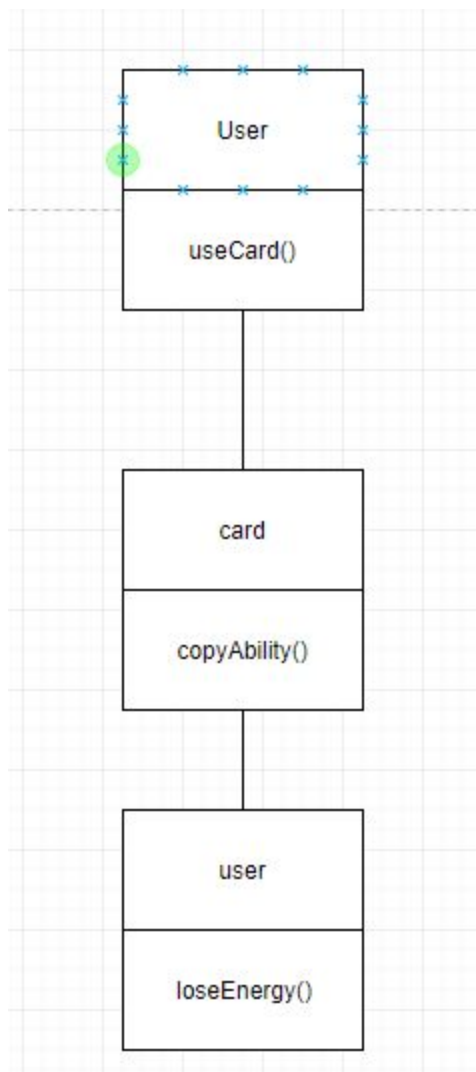 User
useCard()
card
copyAbility()
user
loseEnergy()